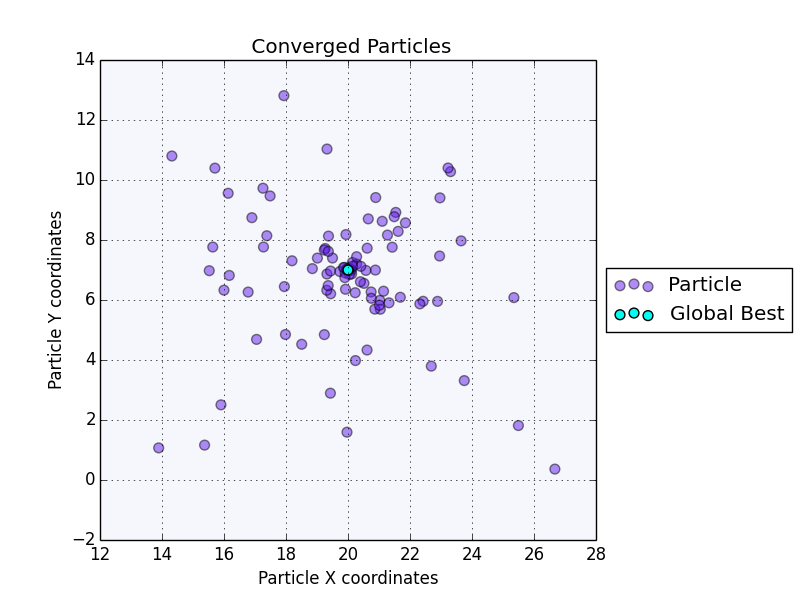 Converged Particles
14
12
10
8
6
4
2
0
−2
12 14 16 18 20 22 24 26 28
Particle X coordinates
Particle Y coordinates
Particle
Global Best